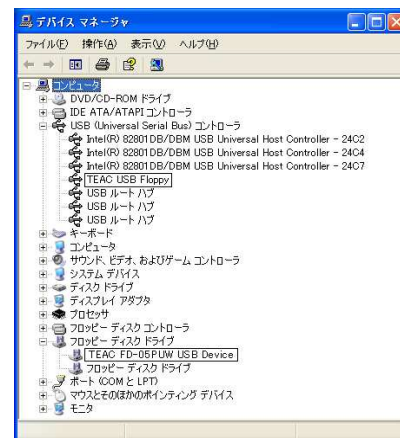 デバイス マネージャ
ファイル(F) 操作(A) 表示(V) ヘルプ(H)
コンピュータ
DVD/CD-ROM ドライブ
IDE ATA/ATAPI コントローラ
USB (Universal Serial Bus) コントローラ
Intel(R) 82801DB/DBM USB Universal Host Controller - 24C2
Intel(R) 82801DB/DBM USB Universal Host Controller - 24C4
Intel(R) 82801DB/DBM USB Universal Host Controller - 24C7
TEAC USB Floppy
USB ルート ハブ
USB ルート ハブ
USB ルート ハブ
キーボード
コンピュータ
サウンド、ビデオ、およびゲーム コントローラ
システム デバイス
ディスク ドライブ
ディスプレイ アダプタ
プロセッサ
フロッピー ディスク コントローラ
フロッピー ディスク ドライブ
TEAC FD-05PUW USB Device
フロッピー ディスク ドライブ
ポート (COM と LPT)
マウスとそのほかのポインティング デバイス
モニタ